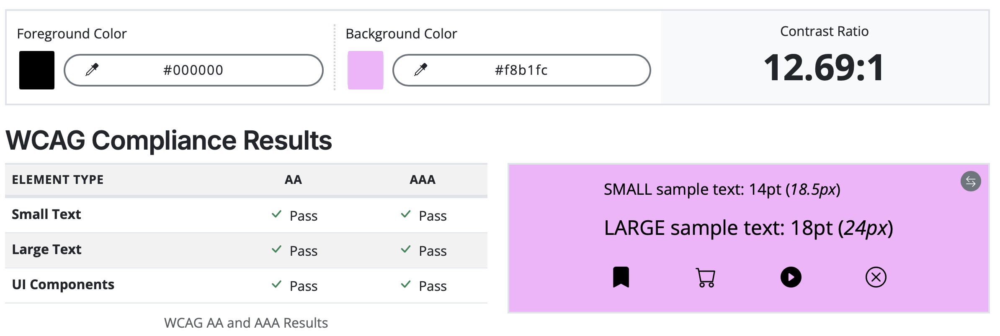 Foreground Color
#000000
Background Color
#f8b1fc
Contrast Ratio
12.69:1
WCAG Compliance Results
ELEMENT TYPE AA AAA
Small Text Pass Pass
Large Text Pass Pass
UI Components Pass Pass
WCAG AA and AAA Results
SMALL sample text: 14pt (18.5px)
LARGE sample text: 18pt (24px)